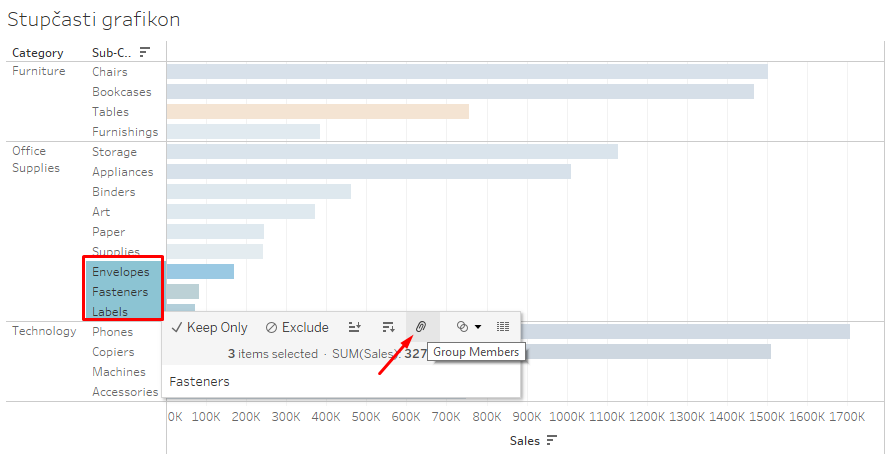 Stupčasti grafikon
Category Sub-C..
Furniture Chairs
Bookcases
Tables
Furnishings
Office Supplies Storage
Appliances
Binders
Art
Paper
Supplies
Envelopes
Fasteners
Labels
Technology Phones
Copiers
Machines
Accessories
Keep Only Exclude
Group Members
3 items selected · SUM(Sales): 327
Fasteners
0K 100K 200K 300K 400K 500K 600K 700K 800K 900K 1000K 1100K 1200K 1300K 1400K 1500K 1600K 1700K
Sales